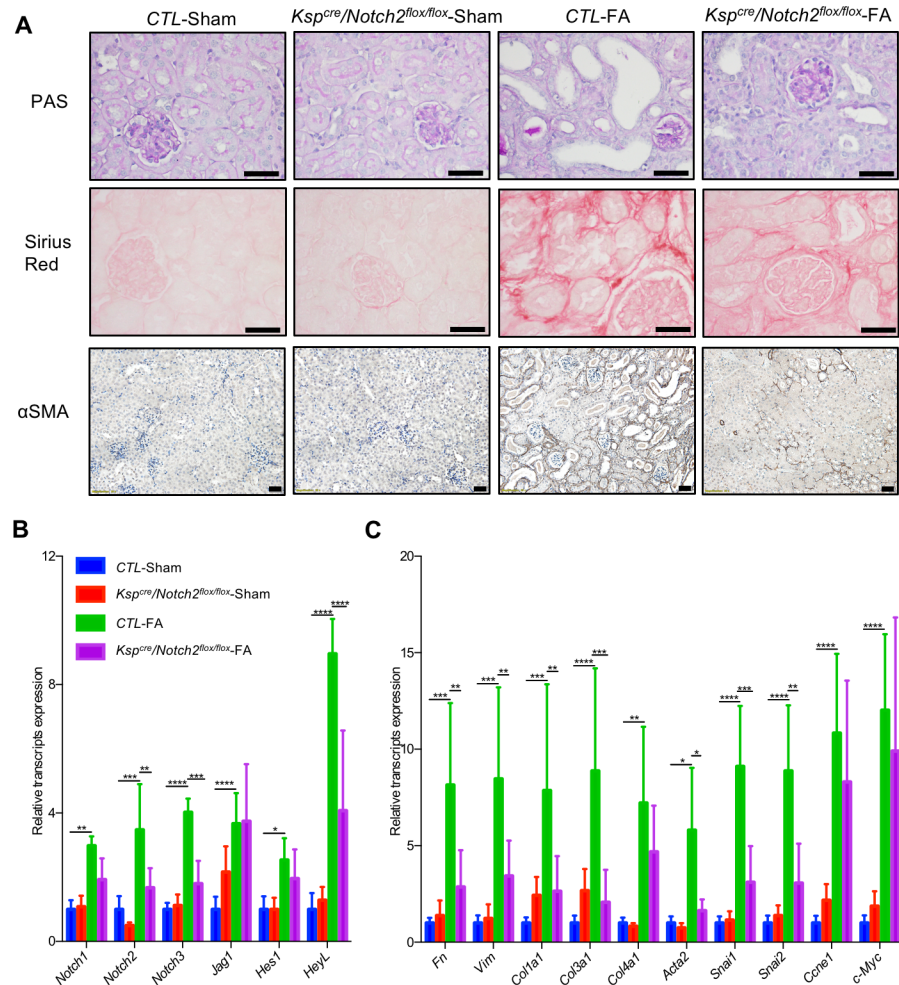 A
CTL-Sham Kspcre/Notch2flox/flox-Sham CTL-FA Kspcre/Notch2flox/flox-FA
PAS
Sirius
Red
αSMA
B
C
12
8
4
0
Relative transcripts expression
CTL-Sham
Kspcre/Notch2flox/flox-Sham
CTL-FA
Kspcre/Notch2flox/flox-FA
** *** ** **** *** **** * **** ****
Notch1 Notch2 Notch3 Jag1 Hes1 HeyL
20
15
10
5
0
Relative transcripts expression
*** ** *** ** *** ** **** *** ** * * **** *** **** ** **** ****
Fn Vim Col1a1 Col3a1 Col4a1 Acta2 Snai1 Snai2 Ccne1 c-Myc